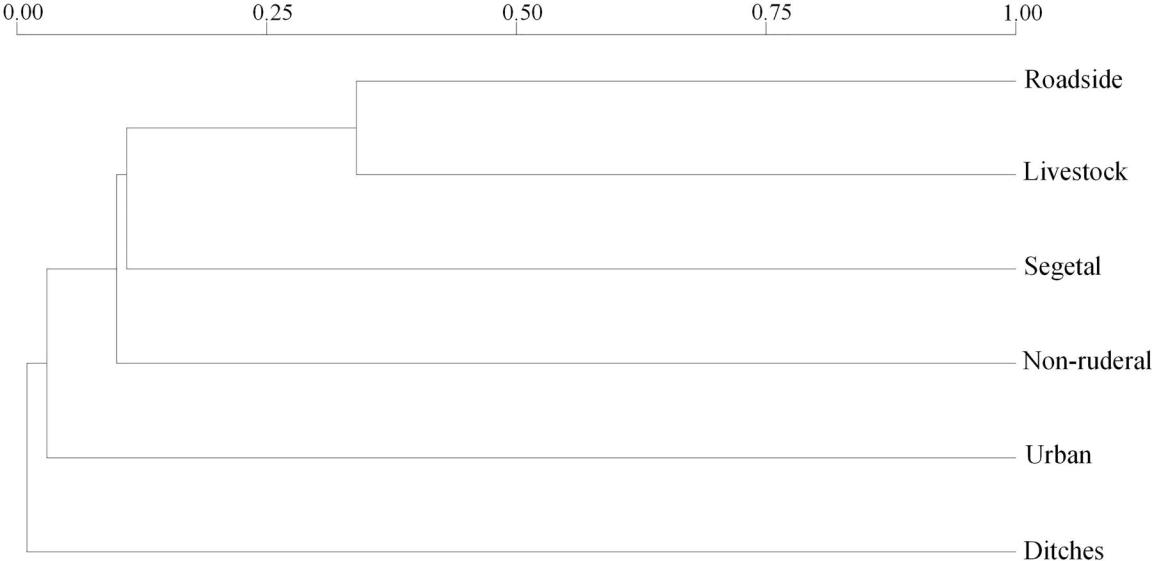 0.00 0.25 0.50 0.75 1.00
Roadside
Livestock
Segetal
Non-ruderal
Urban
Ditches